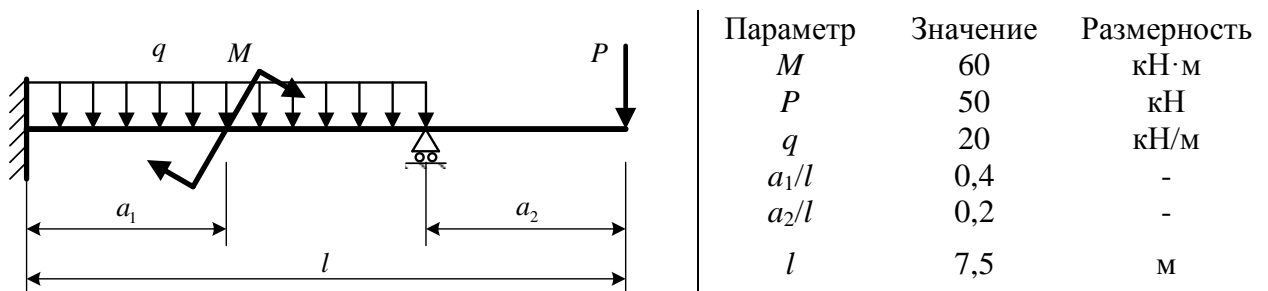 q M P
a₁ a₂
l
Параметр Значение Размерность
M 60 кН·м
P 50 кН
q 20 кН/м
a₁/l 0,4 -
a₂/l 0,2 -
l 7,5 м